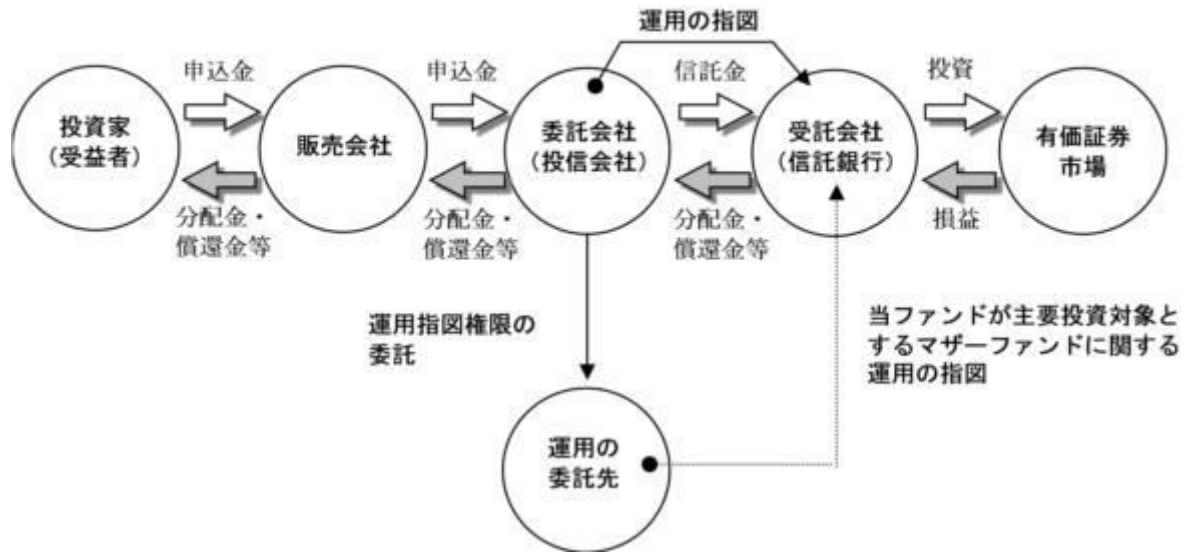 運用の指図
申込金
申込金
信託金
投資
投資家
(受益者)
販売会社
委託会社
(投信会社)
受託会社
(信託銀行)
有価証券
市場
分配金・
償還金等
分配金・
償還金等
分配金・
償還金等
損益
運用指図権限の
委託
当ファンドが主要投資対象と
するマザーファンドに関する
運用の指図
運用の
委託先